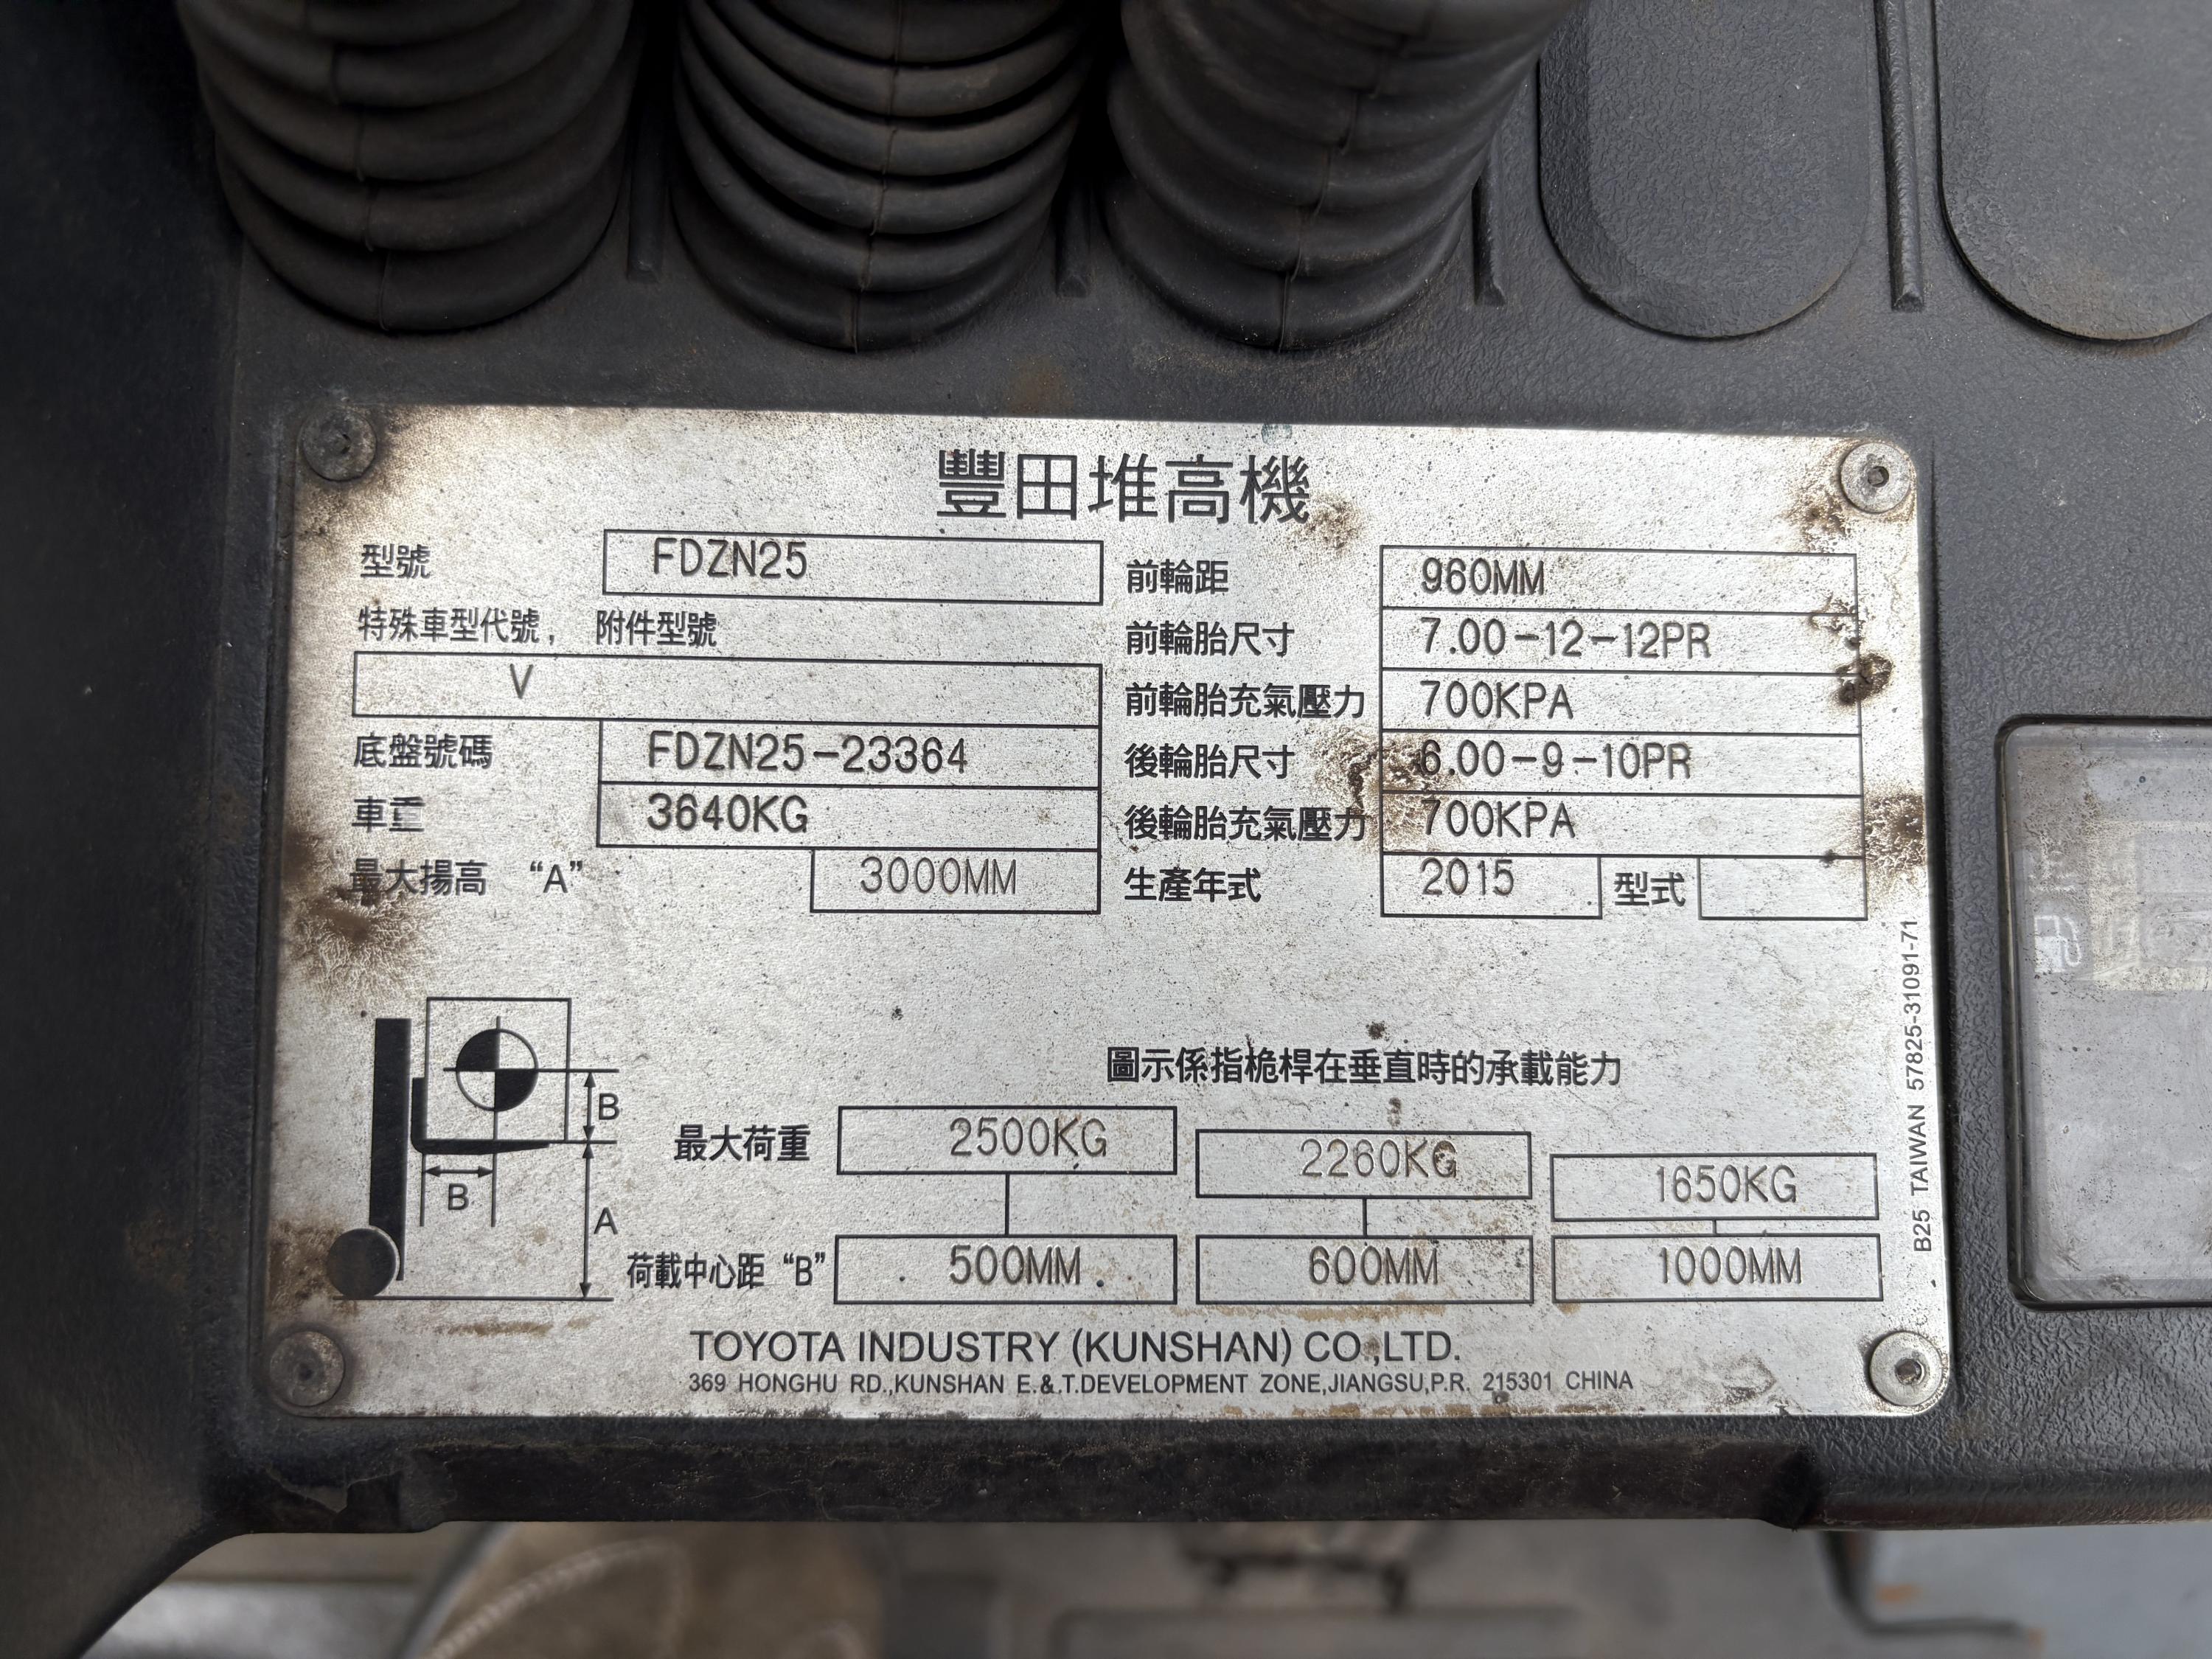 豐田堆高機
型號 FDZN25
特殊車型代號, 附件型號
V
底盤號碼 FDZN25-23364
車重 3640KG
最大揚高 “A” 3000MM
前輪距 960MM
前輪胎尺寸 7.00-12-12PR
前輪胎充氣壓力 700KPA
後輪胎尺寸 6.00-9-10PR
後輪胎充氣壓力 700KPA
生產年式 2015 型式
B
B
A
圖示係指桅桿在垂直時的承載能力
最大荷重 2500KG 2260KG 1650KG
荷載中心距 “B” 500MM 600MM 1000MM
TOYOTA INDUSTRY (KUNSHAN) CO.,LTD.
369 HONGHU RD.,KUNSHAN E.&.T.DEVELOPMENT ZONE,JIANGSU,P.R. 215301 CHINA
B25 TAIWAN 57825-31091-71